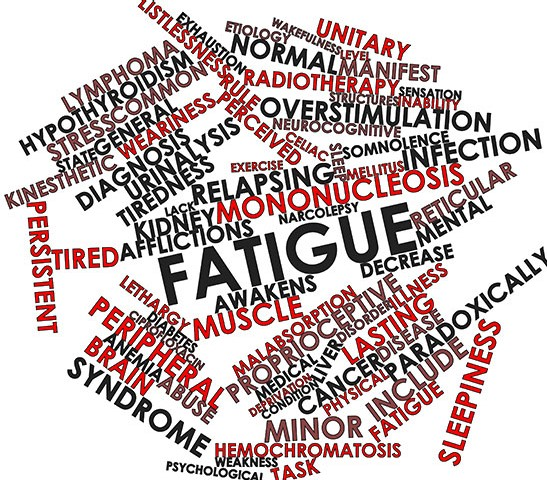 LISTLESSNESS
EXHAUSTION
ETIOLOGY
WAKEFULNESS
LEVEL
UNITARY
NORMAL
MANIFEST
LYMPHOMA
HYPOTHYROIDISM
STRESS
COMMON
RULE
RADIOTHERAPY
SENSATION
STRUCTURES
INABILITY
PERCEIVED
OVERSTIMULATION
NEUROCOGNITIVE
STATE
GENERAL
WEARINESS
KINESTHETIC
DIAGNOSIS
URINALYSIS
TIREDNESS
CELIAC
SLEEP
SOMNOLENCE
INFECTION
EXERCISE
MELLITUS
RELAPSING
MONONUCLEOSIS
LACK
KIDNEY
NARCOLEPSY
RETICULAR
MENTAL
PERSISTENT
TIRED
AFFLICTIONS
FATIGUE
DECREASE
AWAKENS
LETHARGY
MUSCLE
DIABETES
CIPROFLOXACIN
PERIPHERAL
ANEMIA
BRAIN
ABUSE
SYNDROME
MALABSORPTION
PROPRIOCEPTIVE
DISORDER
ILLNESS
LASTING
DISEASE
PARADOXICALLY
MEDICAL
LIVER
DEPRIVATION
CONDITION
CANCER
PHYSICAL
INCLUDE
FATIGUE
SLEEPINESS
MINOR
HEMOCHROMATOSIS
WEAKNESS
PSYCHOLOGICAL
TASK